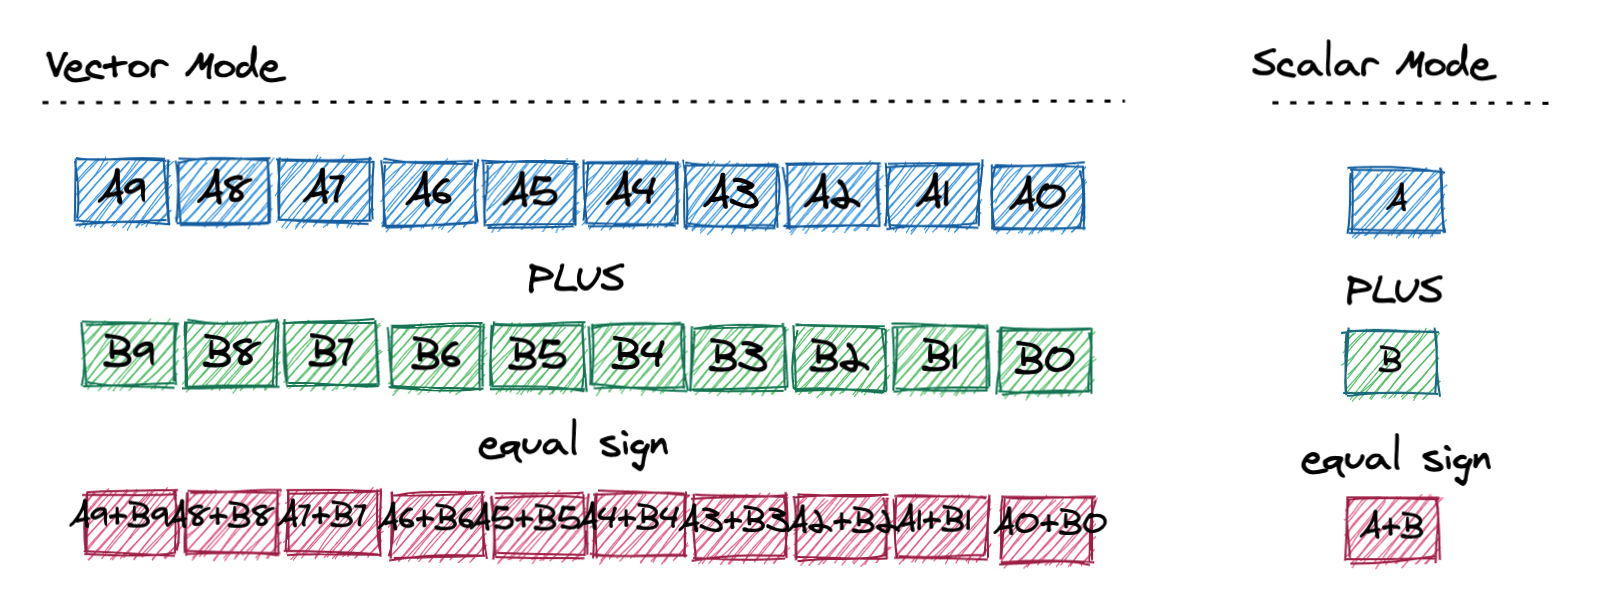 Vector Mode
Scalar Mode
A9 A8 A7 A6 A5 A4 A3 A2 A1 A0
A
PLUS
PLUS
B9 B8 B7 B6 B5 B4 B3 B2 B1 B0
B
equal sign
equal sign
A9+B9 A8+B8 A7+B7 A6+B6 A5+B5 A4+B4 A3+B3 A2+B2 A1+B1 A0+B0
A+B